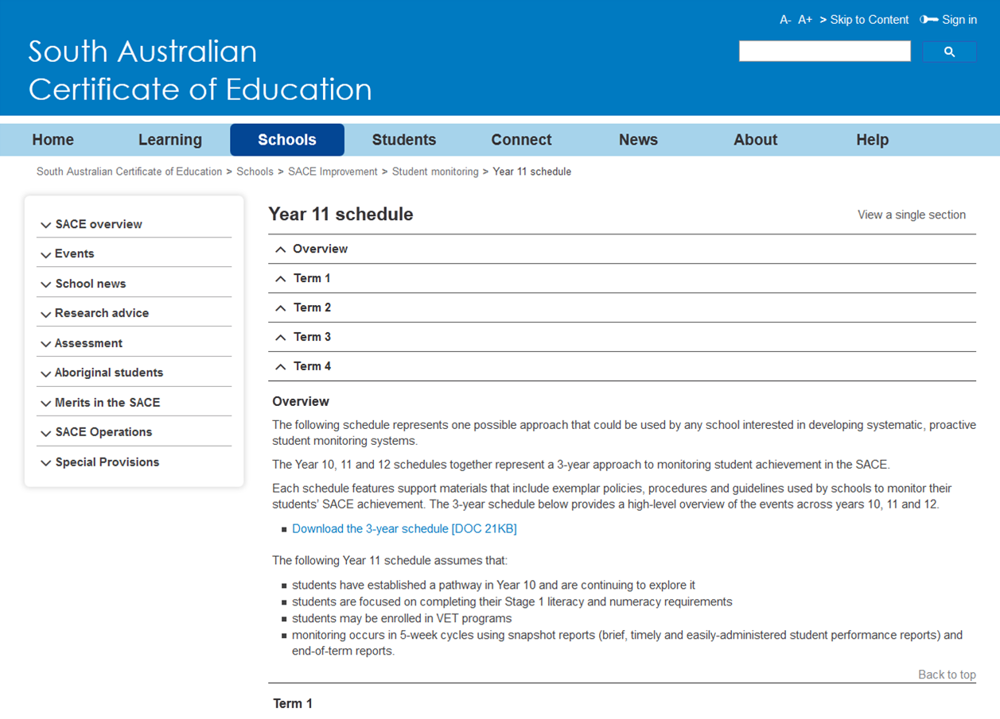 A- A+ > Skip to Content Sign in
South Australian
Certificate of Education
Home Learning Schools Students Connect News About Help
South Australian Certificate of Education > Schools > SACE Improvement > Student monitoring > Year 11 schedule
SACE overview
Events
School news
Research advice
Assessment
Aboriginal students
Merits in the SACE
SACE Operations
Special Provisions
Year 11 schedule
View a single section
Overview
Term 1
Term 2
Term 3
Term 4
Overview
The following schedule represents one possible approach that could be used by any school interested in developing systematic, proactive
student monitoring systems.
The Year 10, 11 and 12 schedules together represent a 3-year approach to monitoring student achievement in the SACE.
Each schedule features support materials that include exemplar policies, procedures and guidelines used by schools to monitor their
students’ SACE achievement. The 3-year schedule below provides a high-level overview of the events across years 10, 11 and 12.
Download the 3-year schedule [DOC 21KB]
The following Year 11 schedule assumes that:
students have established a pathway in Year 10 and are continuing to explore it
students are focused on completing their Stage 1 literacy and numeracy requirements
students may be enrolled in VET programs
monitoring occurs in 5-week cycles using snapshot reports (brief, timely and easily-administered student performance reports) and
end-of-term reports.
Back to top
Term 1